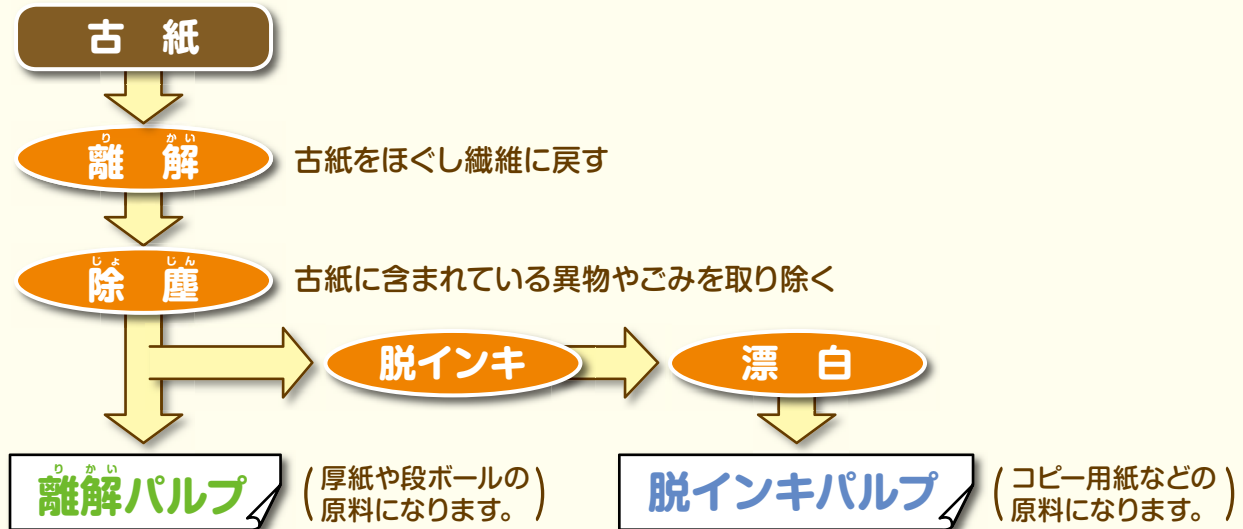 古紙
離解
りかい
古紙をほぐし繊維に戻す
除塵
じょじん
古紙に含まれている異物やごみを取り除く
脱インキ
漂白
離解パルプ
りかい
(厚紙や段ボールの
原料になります。)
脱インキパルプ
(コピー用紙などの
原料になります。)